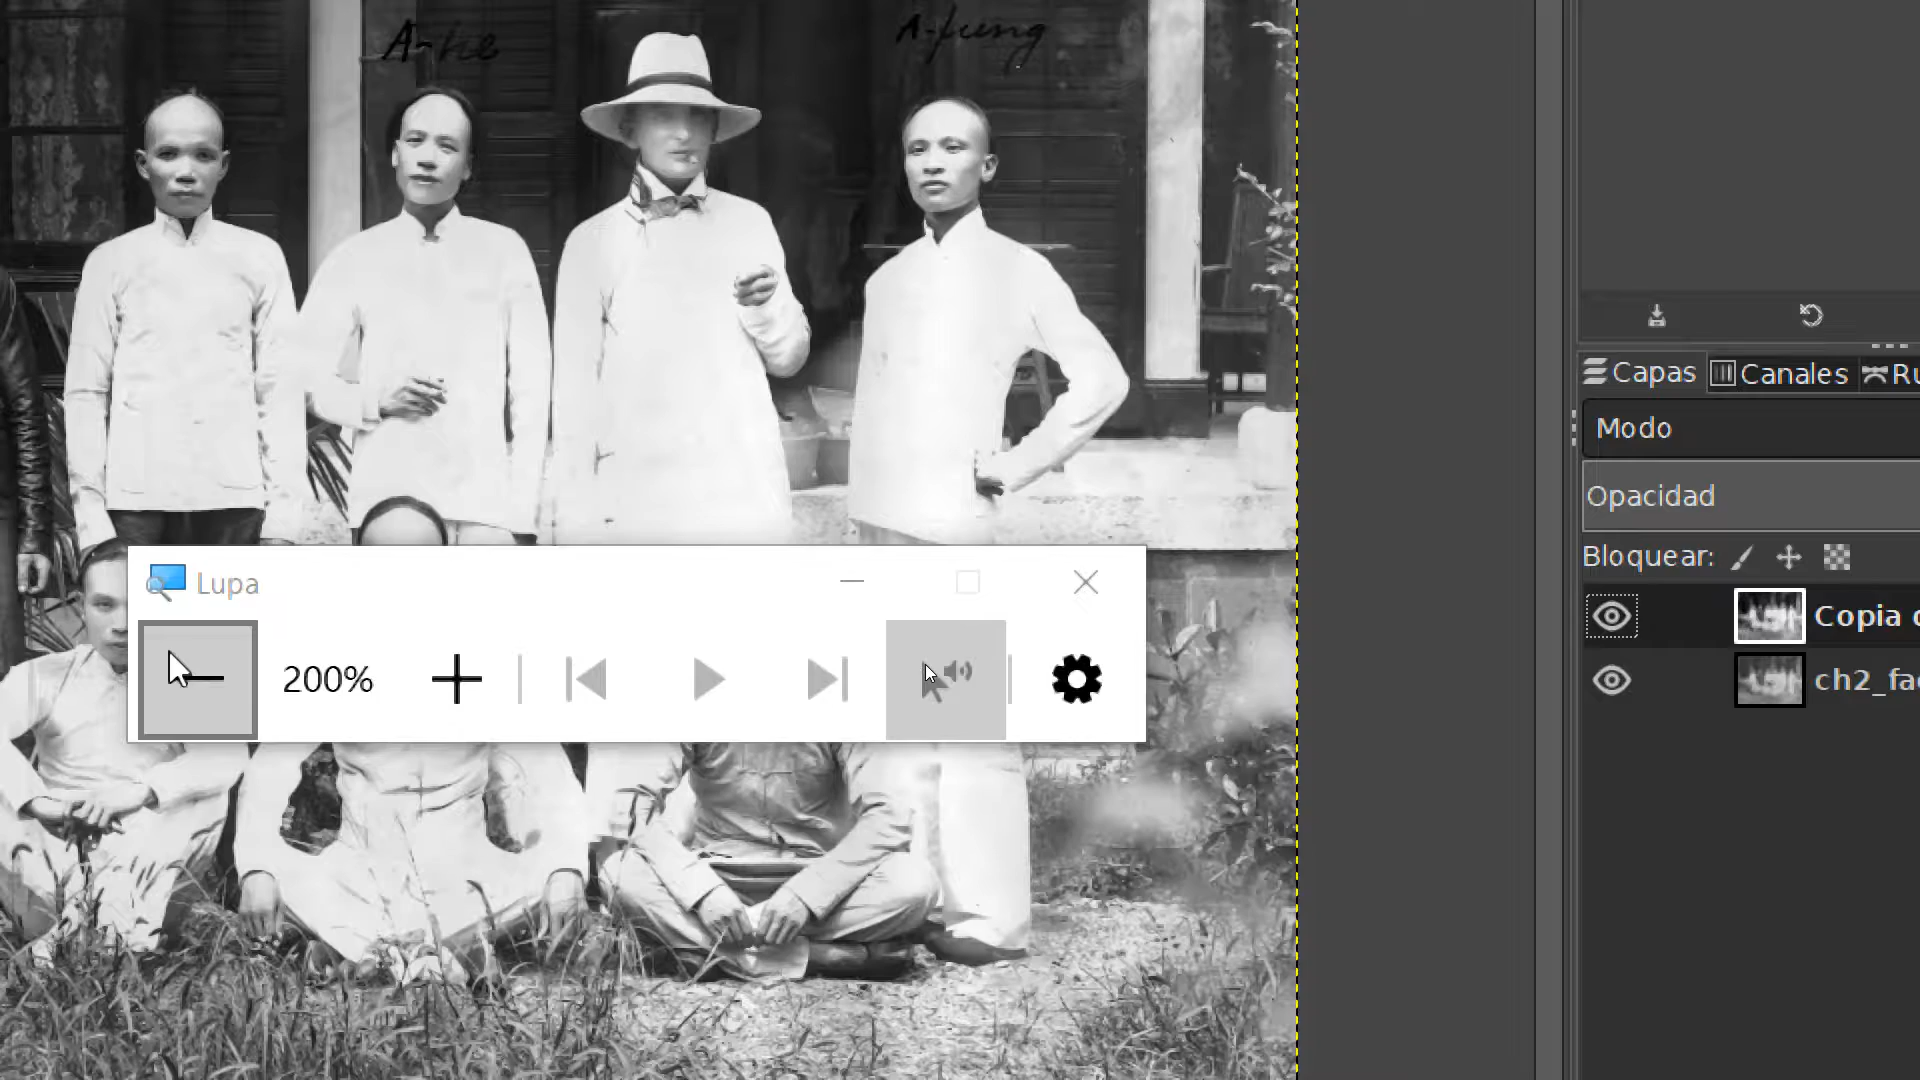 A-he
A-fung
Capas
Canales
Ru
Modo
Opacidad
Bloquear:
Lupa
Copia
200%
ch2_fa